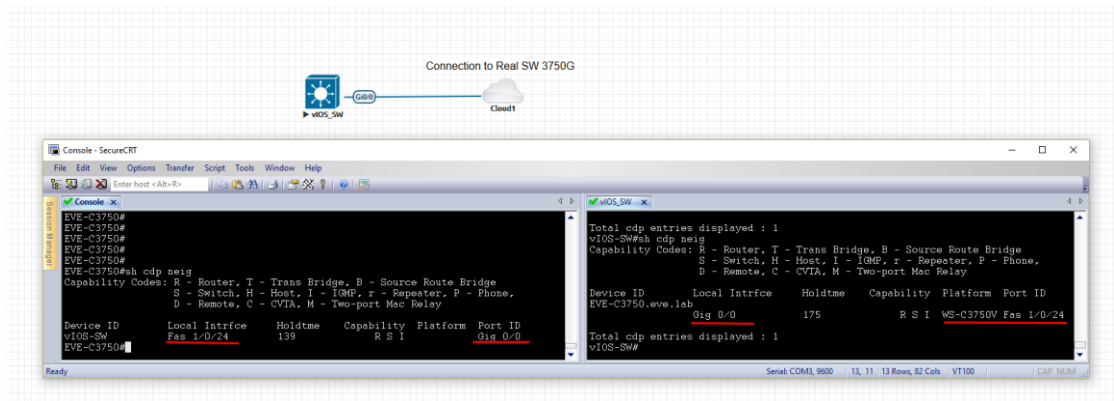 Connection to Real SW 3750G
Gi0/0
vIOS_SW
Cloud1
Console - SecureCRT
File Edit View Options Transfer Script Tools Window Help
Enter host <Alt+R>
Session Manager
Console
EVE-C3750#
EVE-C3750#
EVE-C3750#
EVE-C3750#
EVE-C3750#
EVE-C3750#sh cdp neig
Capability Codes: R - Router, T - Trans Bridge, B - Source Route Bridge
S - Switch, H - Host, I - IGMP, r - Repeater, P - Phone,
D - Remote, C - CVTA, M - Two-port Mac Relay
Device ID Local Intrfce Holdtme Capability Platform Port ID
vIOS-SW Fas 1/0/24 139 R S I Gig 0/0
EVE-C3750#
vIOS_SW
Total cdp entries displayed : 1
vIOS-SW#sh cdp neig
Capability Codes: R - Router, T - Trans Bridge, B - Source Route Bridge
S - Switch, H - Host, I - IGMP, r - Repeater, P - Phone,
D - Remote, C - CVTA, M - Two-port Mac Relay
Device ID Local Intrfce Holdtme Capability Platform Port ID
EVE-C3750.eve.lab
Gig 0/0 175 R S I WS-C3750V Fas 1/0/24
Total cdp entries displayed : 1
vIOS-SW#
Ready
Serial: COM3, 9600 13, 11 13 Rows, 82 Cols VT100 CAP NUM